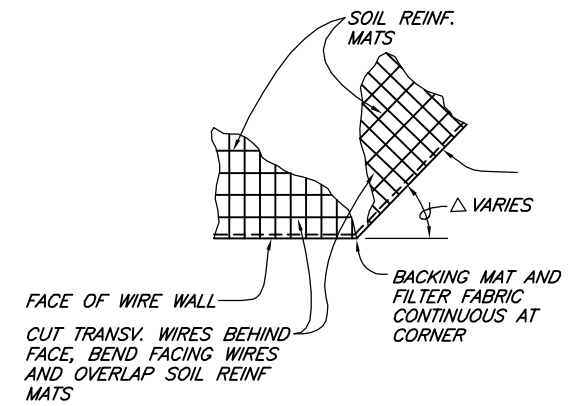 SOIL REINF.
MATS
△ VARIES
BACKING MAT AND
FILTER FABRIC
CONTINUOUS AT
CORNER
FACE OF WIRE WALL
CUT TRANSV. WIRES BEHIND
FACE, BEND FACING WIRES
AND OVERLAP SOIL REINF
MATS